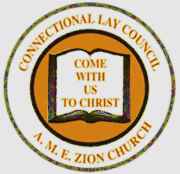 CONNECTIONAL LAY COUNCIL
COME
WITH
US
TO CHRIST
A. M. E. ZION CHURCH